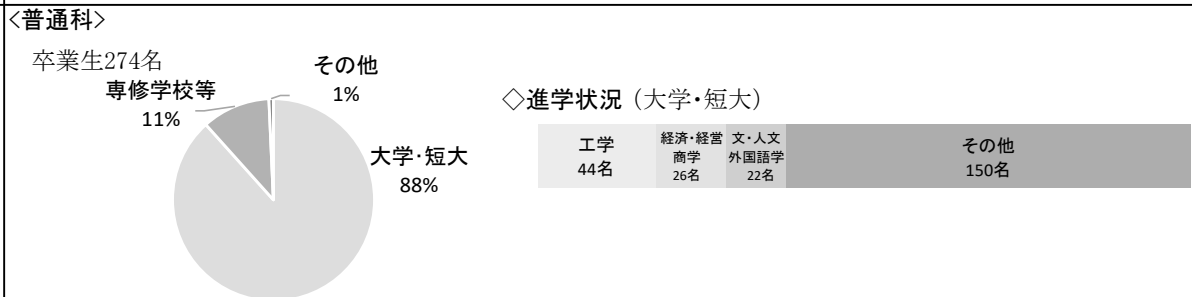 <普通科>
卒業生274名
専修学校等
11%
その他
1%
大学・短大
88%
◇進学状況（大学・短大）
工学
44名
経済・経営
商学
26名
文・人文
外国語学
22名
その他
150名